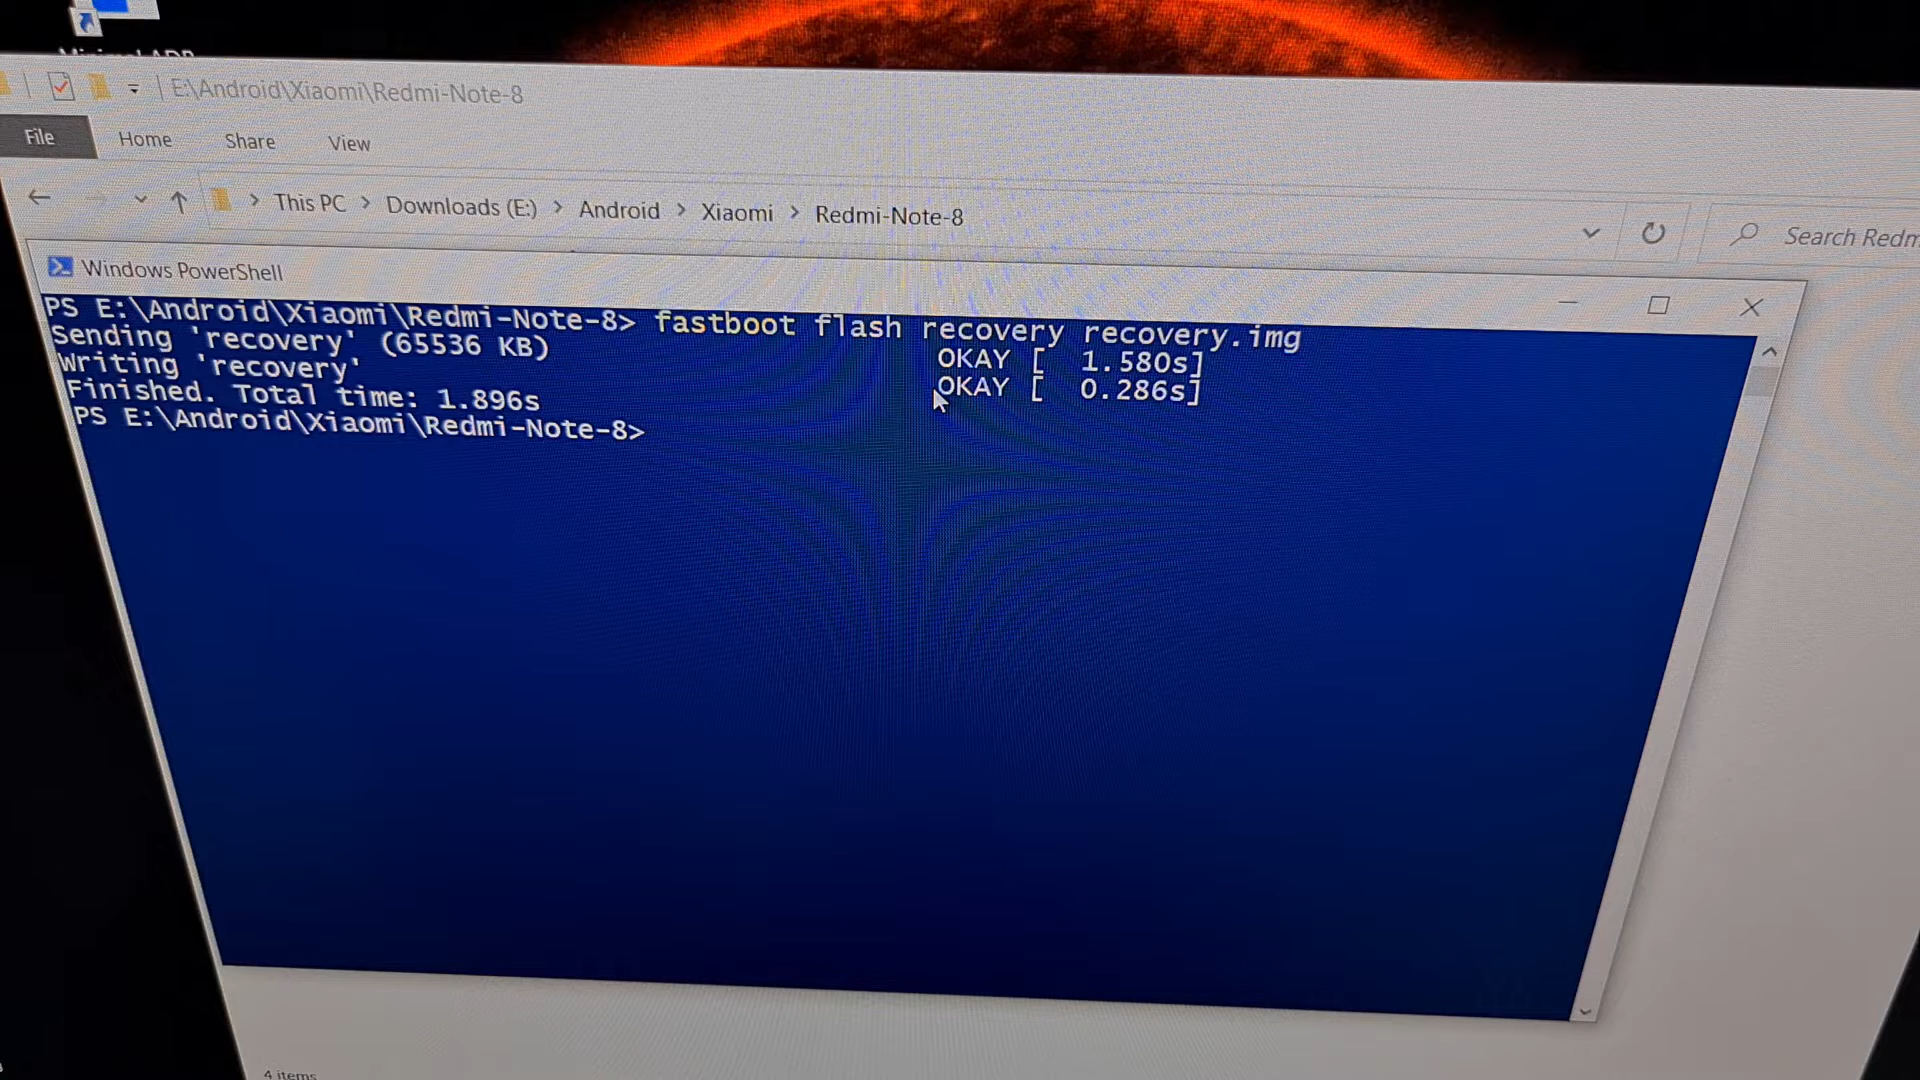 E:\Android\Xiaomi\Redmi-Note-8
File Home Share View
This PC > Downloads (E:) > Android > Xiaomi > Redmi-Note-8
Search Redm
Windows PowerShell
PS E:\Android\Xiaomi\Redmi-Note-8> fastboot flash recovery recovery.img
Sending 'recovery' (65536 KB) OKAY [ 1.580s]
Writing 'recovery' OKAY [ 0.286s]
Finished. Total time: 1.896s
PS E:\Android\Xiaomi\Redmi-Note-8>
4 items